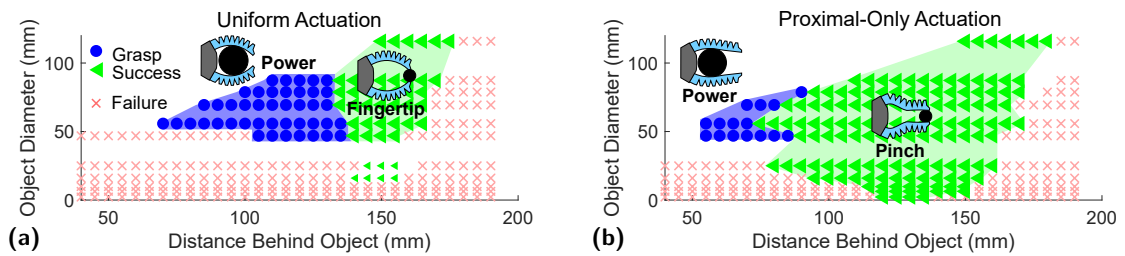 Uniform Actuation
Object Diameter (mm)
100
50
0
Grasp
Success
Failure
Power
Fingertip
50
100
150
200
Distance Behind Object (mm)
(a)
Proximal-Only Actuation
Object Diameter (mm)
100
50
0
Power
Pinch
50
100
150
200
Distance Behind Object (mm)
(b)